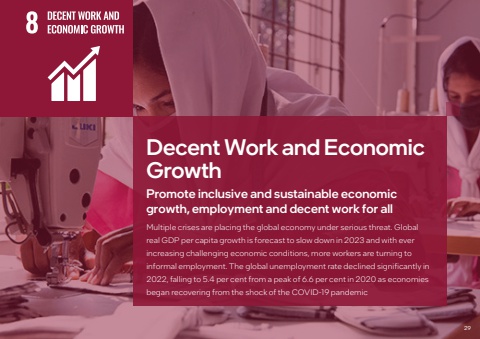 8 DECENT WORK AND
ECONOMIC GROWTH
JUKI
Decent Work and Economic
Growth
Promote inclusive and sustainable economic
growth, employment and decent work for all
Multiple crises are placing the global economy under serious threat. Global
real GDP per capita growth is forecast to slow down in 2023 and with ever
increasing challenging economic conditions, more workers are turning to
informal employment. The global unemployment rate declined significantly in
2022, falling to 5.4 per cent from a peak of 6.6 per cent in 2020 as economies
began recovering from the shock of the COVID-19 pandemic
29